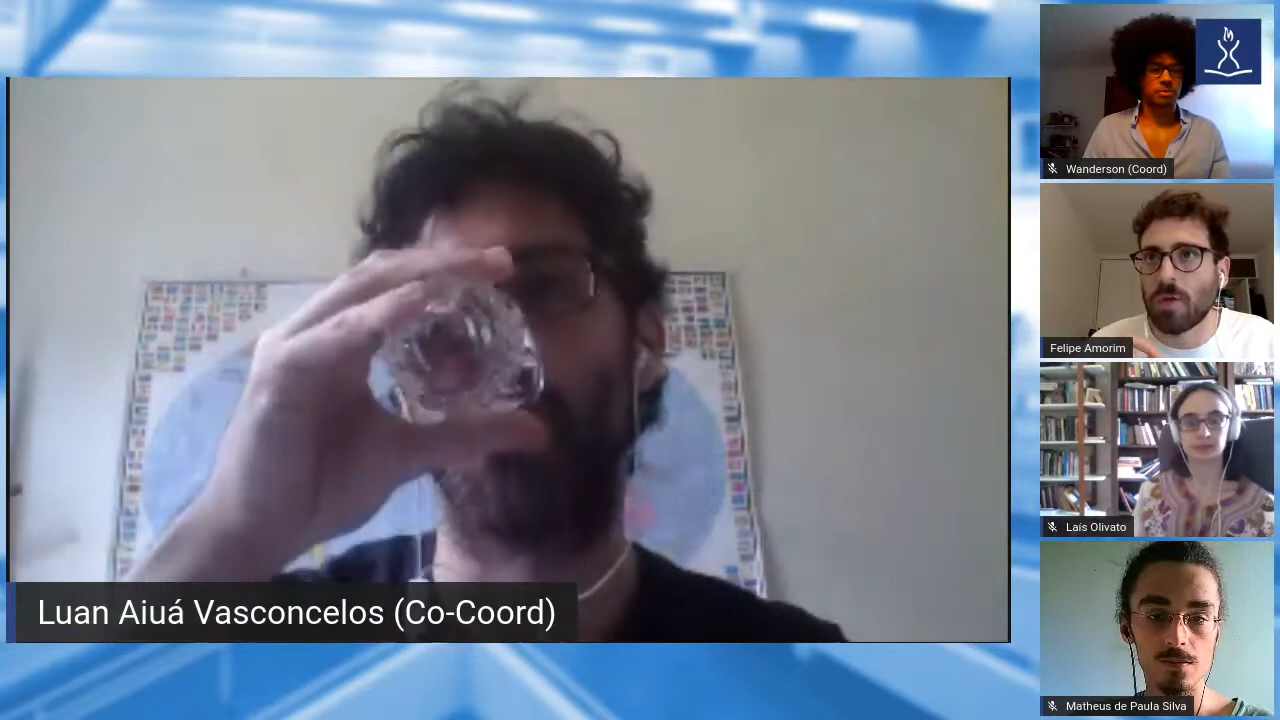 Luan Aiuá Vasconcelos (Co-Coord)
Wanderson (Coord)
Felipe Amorim
Laís Olivato
Matheus de Paula Silva